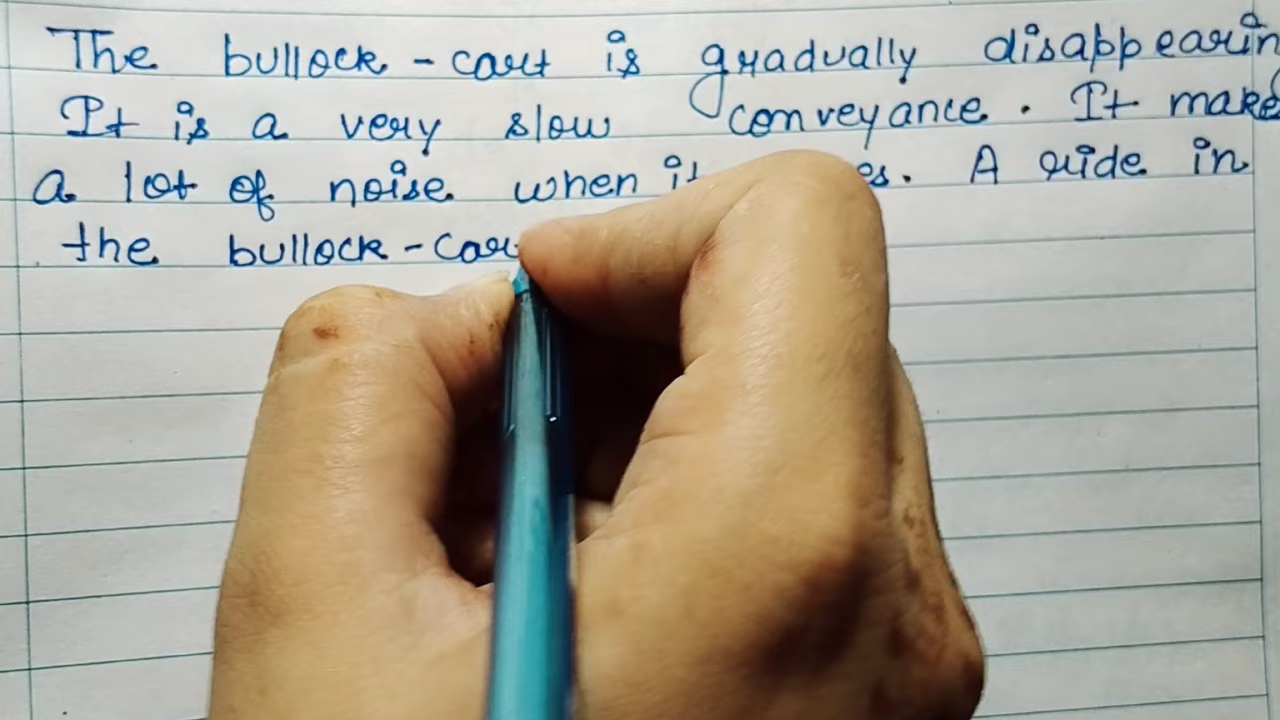 The bullock-cart is gradually disappearin
It is a very slow conveyance. It make
a lot of noise when it A ride in
the bullock-car